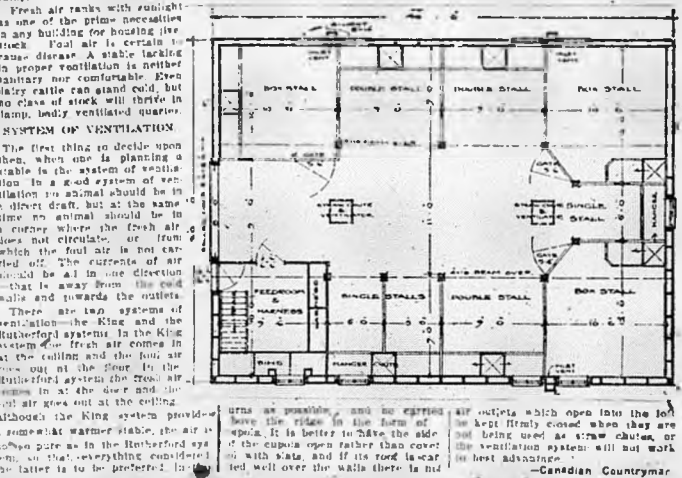 Fresh air ranks with sunlight
as one of the prime necessities
in any building for housing live
stock. Foul air is certain to
cause disease. A stable lacking
in proper ventilation is neither
sanitary nor comfortable. Even
dairy cattle can stand cold, but
no class of stock will thrive in
damp, badly ventilated quarters.
SYSTEM OF VENTILATION.
The first thing to decide upon
then, when one is planning a
stable is the system of ventila-
tion. In a good system of ven-
tilation no animal should be in
a direct draft, but at the same
time no animal should be in
a corner where the fresh air
does not circulate, or from
which the foul air is not car-
ried off. The currents of air
should be all in one direction
—that is away from the cold
walls and towards the outlets.
There are two systems of
ventilation—the King and the
Rutherford systems. In the King
system the fresh air comes in
at the ceiling and the foul air
goes out at the floor. In the
Rutherford system the fresh air
comes in at the floor and the
foul air goes out at the ceiling.
Although the King system provides
a somewhat warmer stable, the air is
not so pure as in the Rutherford sys
tem, so that everything considered
the latter is to be preferred. In
BOX STALL
DOUBLE STALL
DOUBLE STALL
BOX STALL
GATE
GATE
SINGLE
STALL
MANGER
GATE
FEEDROOM
&
HARNESS
SINGLE STALLS
DOUBLE STALL
BOX STALL
BINS
MANGER
CHUTE
urns as possible, and be carried
above the ridge in the form of
cupola. It is better to have the side
of the cupola open rather than cover
ed with slats, and if its roof is car
ried well over the walls there is no
air outlets which open into the loft
be kept firmly closed when they are
not being used as straw chutes, or
the ventilation system will not work
to best advantage.
—Canadian Countryman